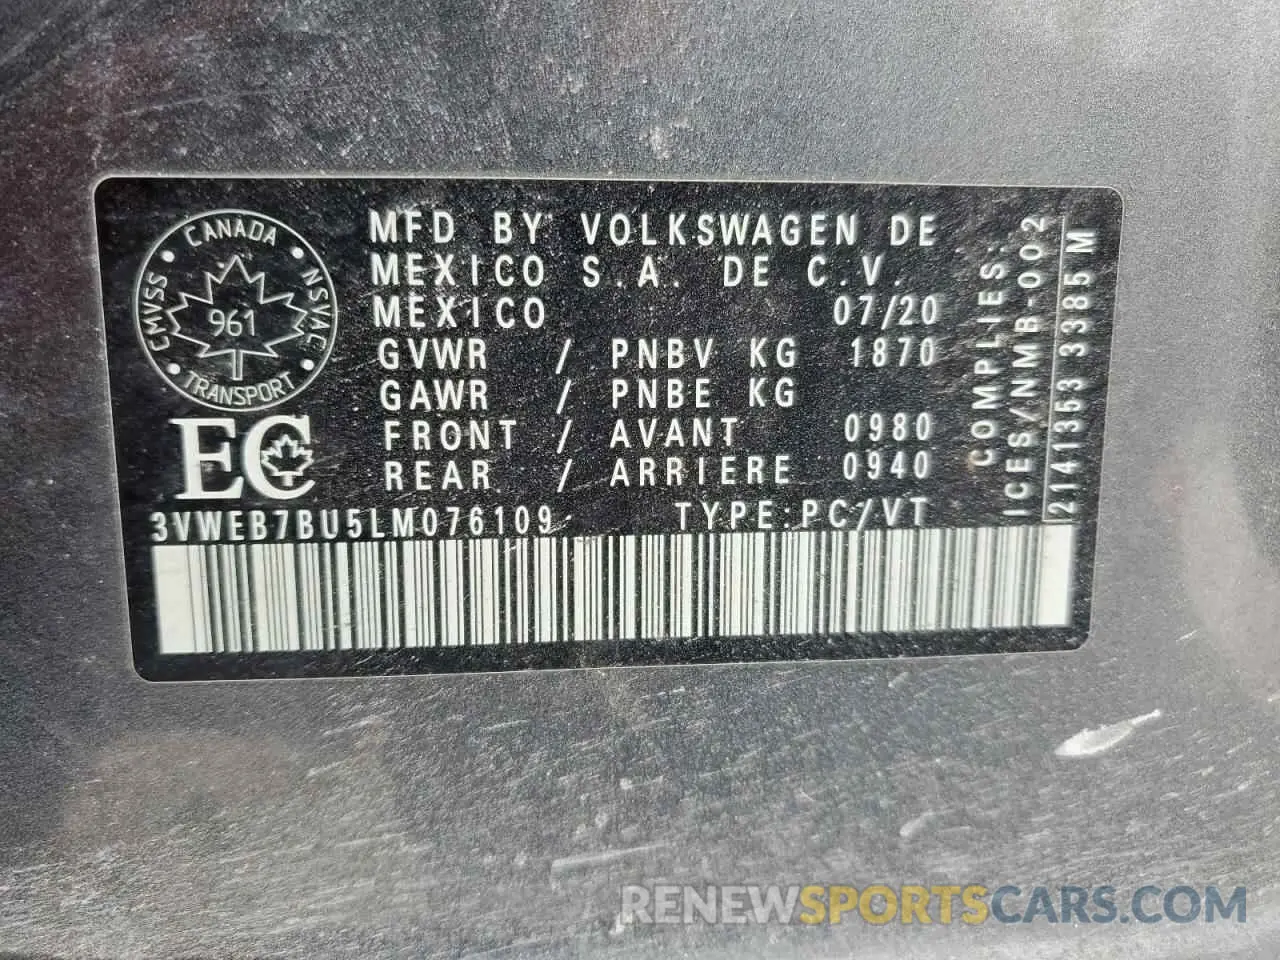 CANADA
CMVSS
NSVAC
961
TRANSPORT
EC
MFD BY VOLKSWAGEN DE
MEXICO S.A. DE C.V.
MEXICO 07/20
GVWR / PNBV KG 1870
GAWR / PNBE KG
FRONT / AVANT 0980
REAR / ARRIERE 0940
3VWEB7BU5LM076109 TYPE:PC/VT
COMPLIES:
ICES/NMB-002
2141353 3385 M
RENEWSPORTSCARS.COM